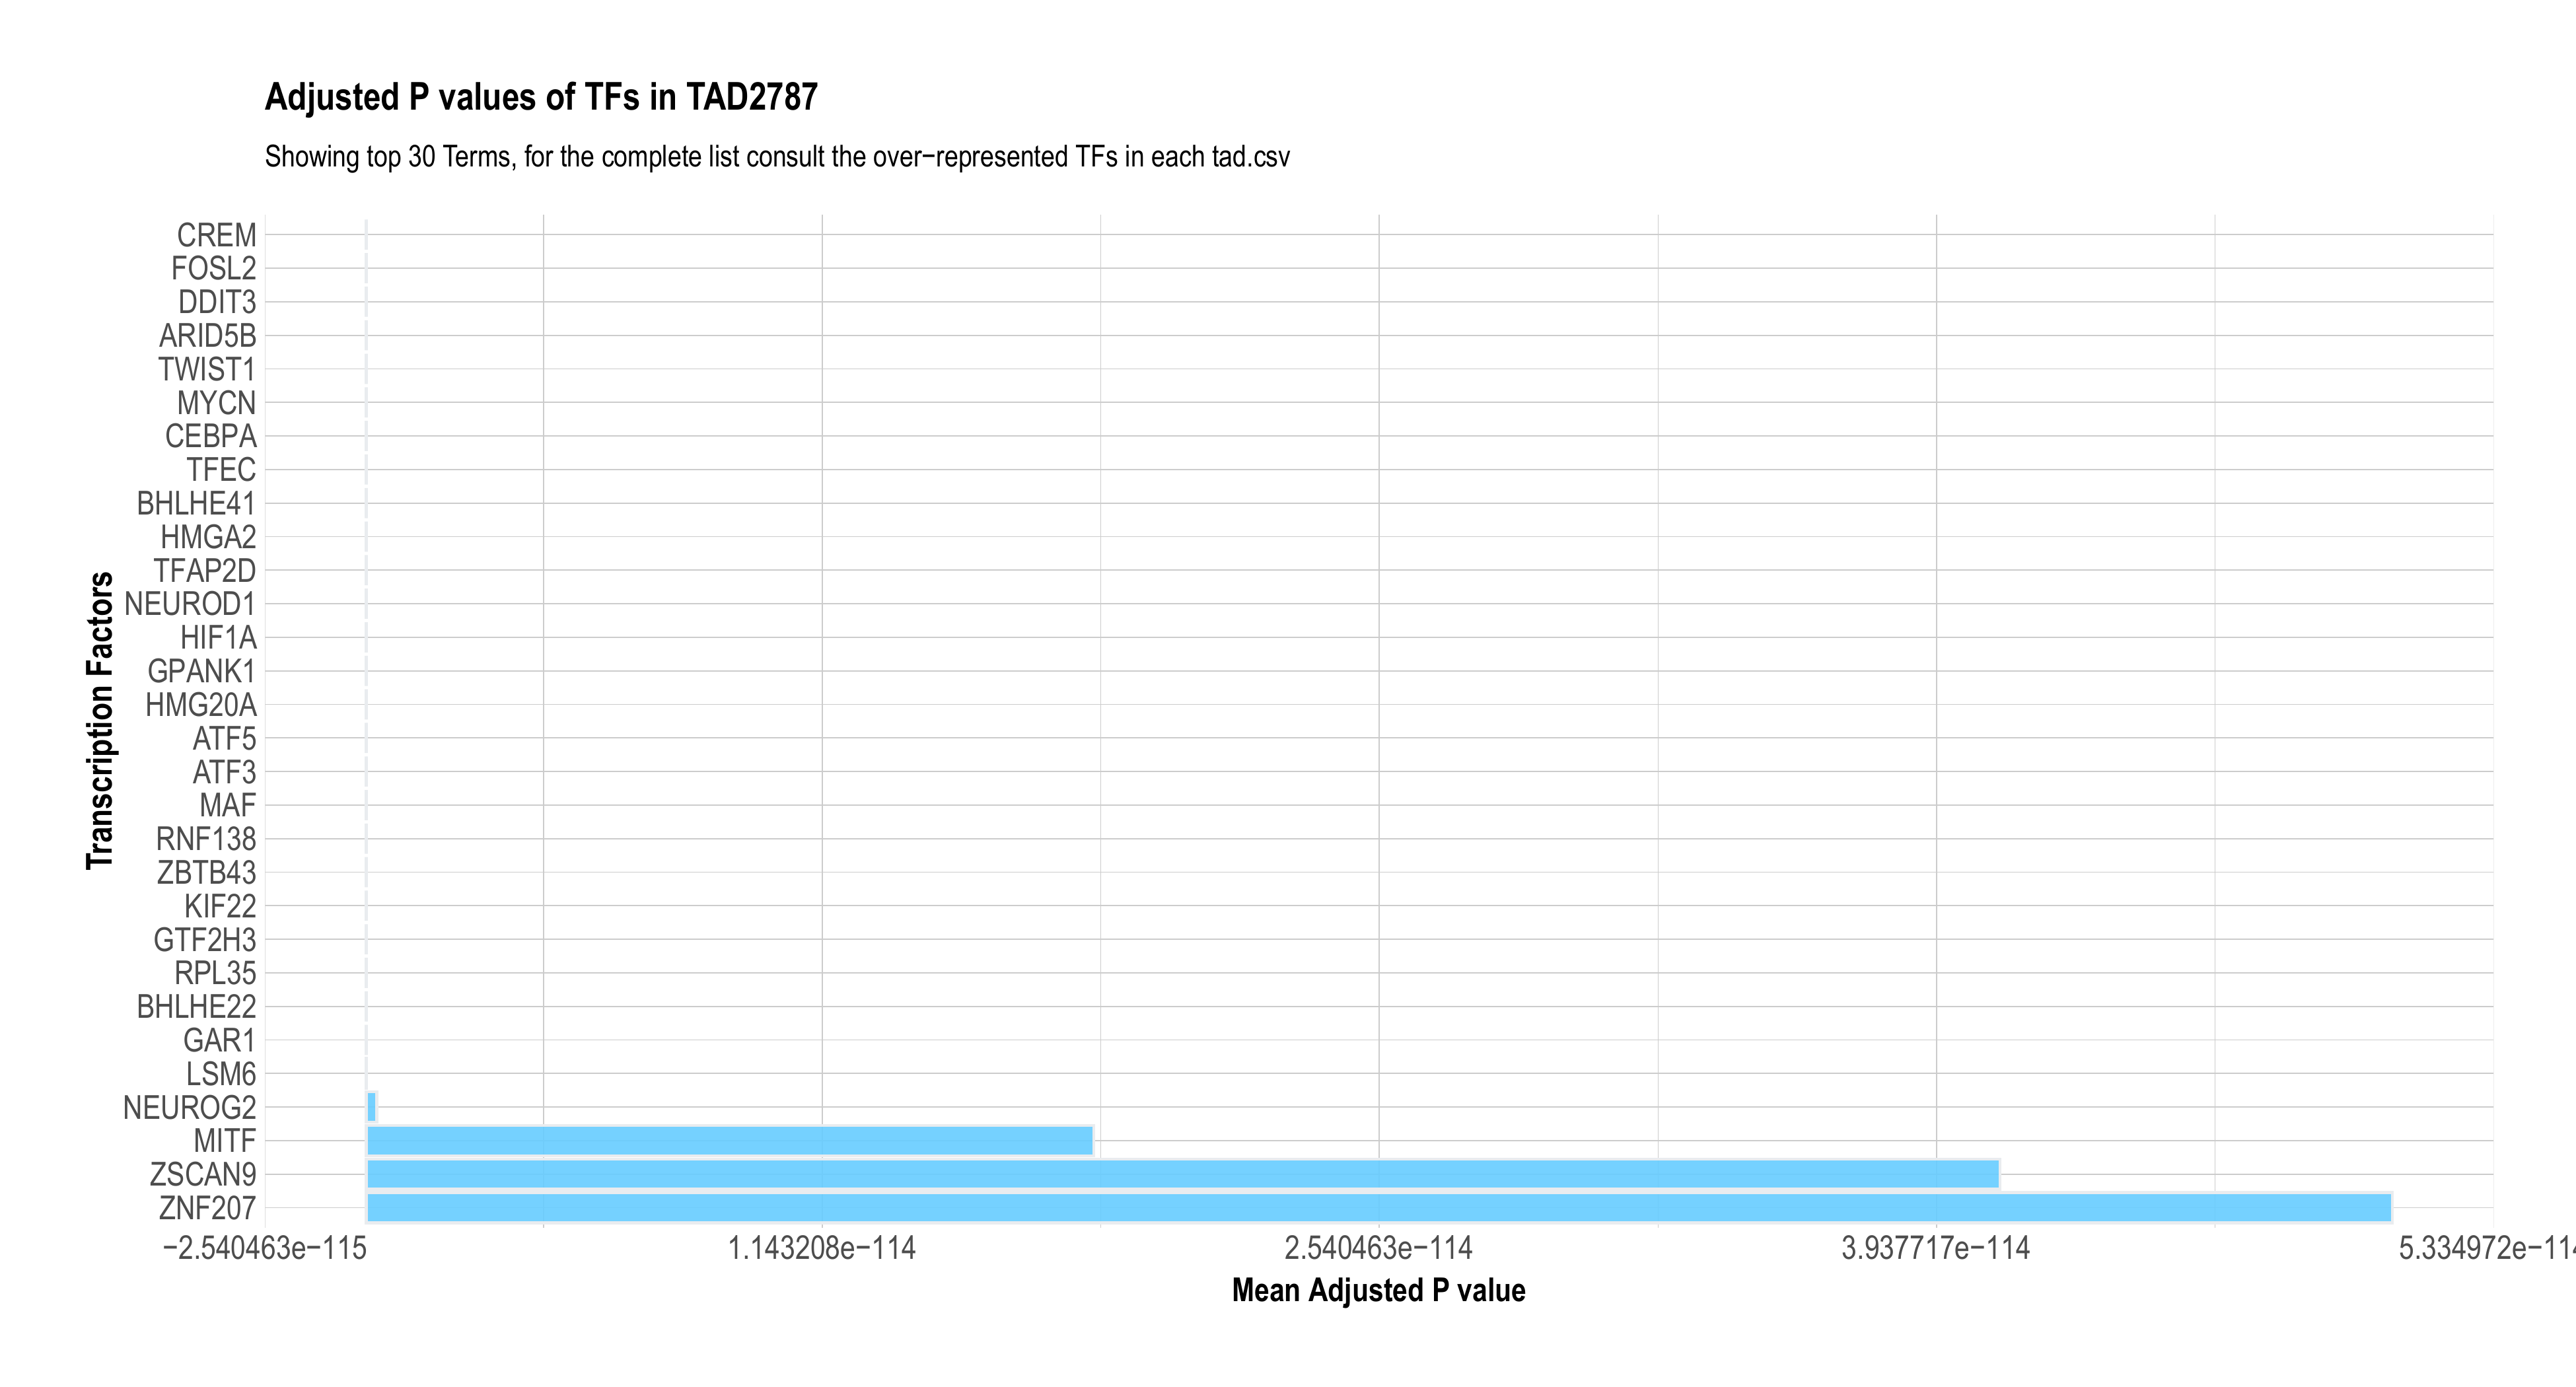 Adjusted P values of TFs in TAD2787
Showing top 30 Terms, for the complete list consult the over−represented TFs in each tad.csv
Transcription Factors
CREM
FOSL2
DDIT3
ARID5B
TWIST1
MYCN
CEBPA
TFEC
BHLHE41
HMGA2
TFAP2D
NEUROD1
HIF1A
GPANK1
HMG20A
ATF5
ATF3
MAF
RNF138
ZBTB43
KIF22
GTF2H3
RPL35
BHLHE22
GAR1
LSM6
NEUROG2
MITF
ZSCAN9
ZNF207
−2.540463e−115 1.143208e−114 2.540463e−114 3.937717e−114 5.334972e−114
Mean Adjusted P value